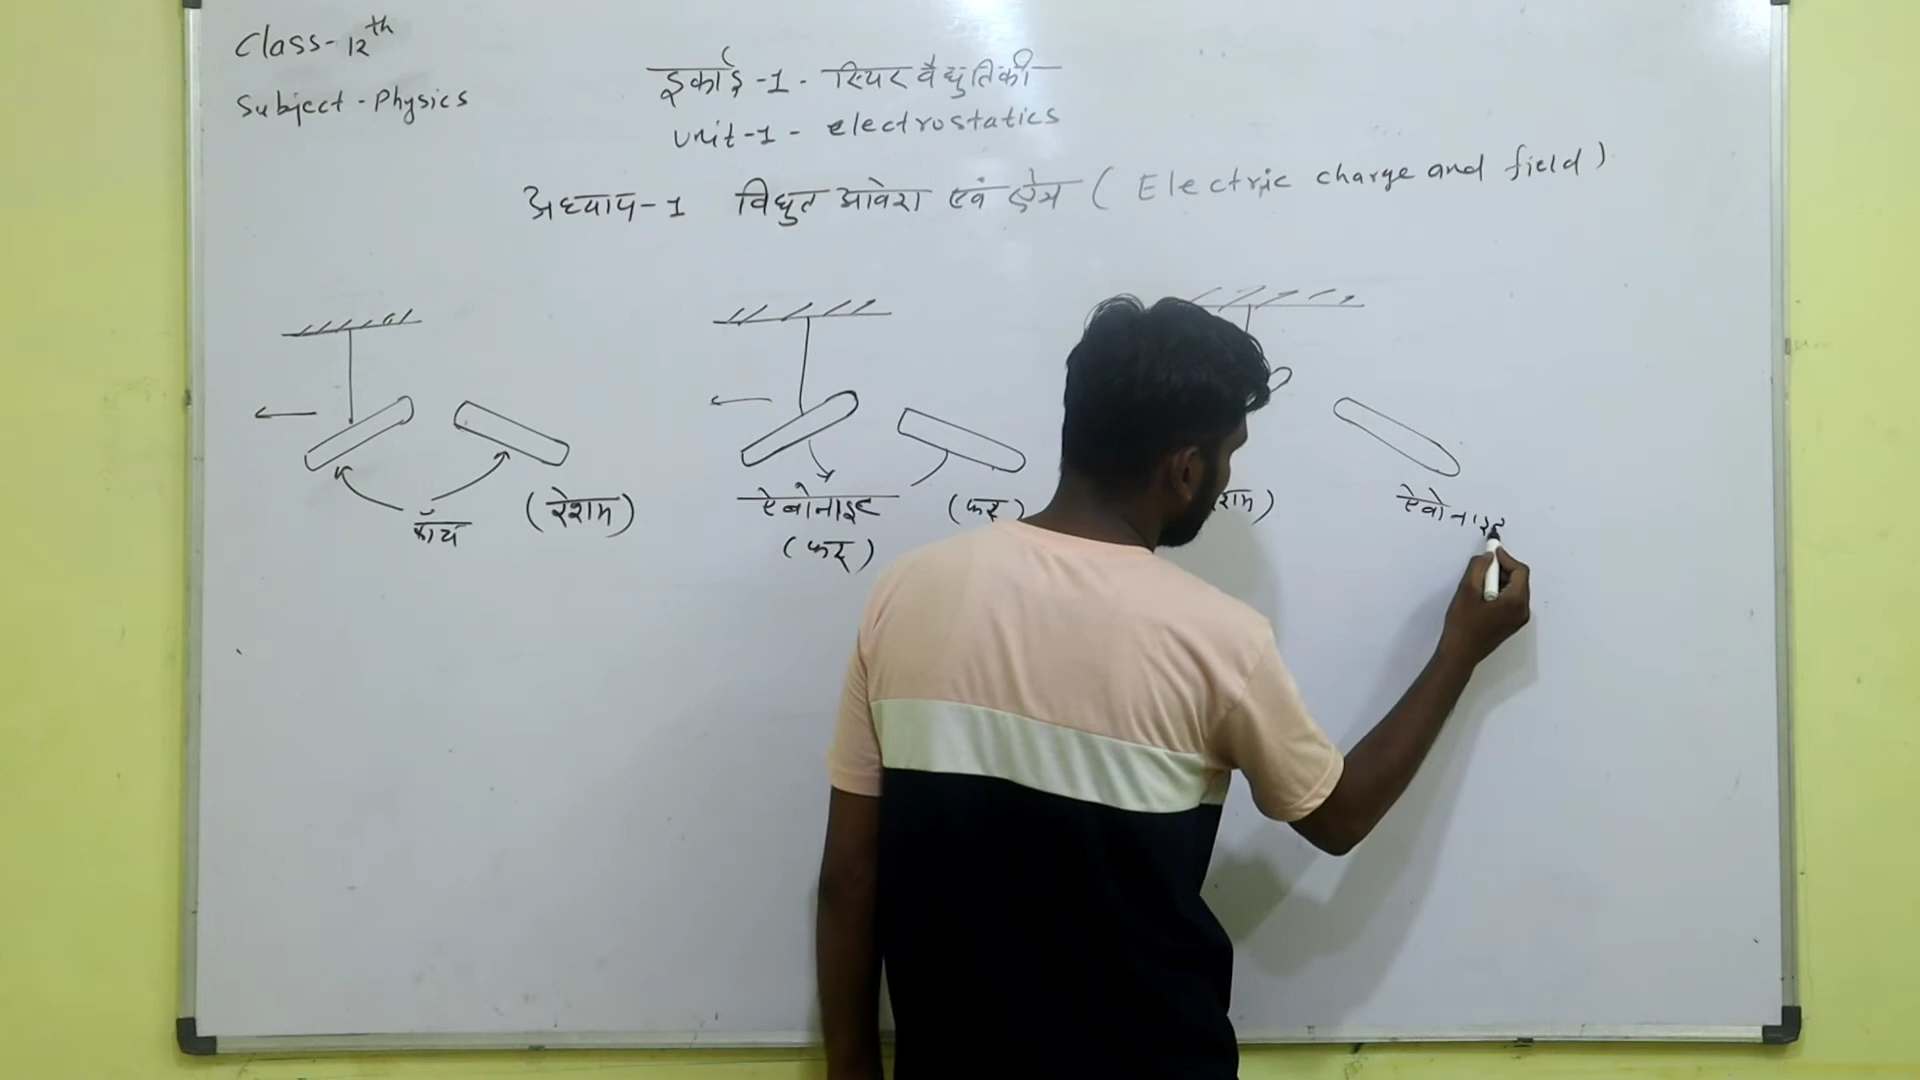 Class-12th
Subject-Physics
इकाई-1- स्थिर वैद्युतिकी
Unit-1- electrostatics
अध्याय-1 विधुत आवेश एवं क्षेत्र ( Electric charge and field )
काँच
(रेशम)
ऐबोनाइट
(फर)
(फर)
शम)
ऐबोनाइट